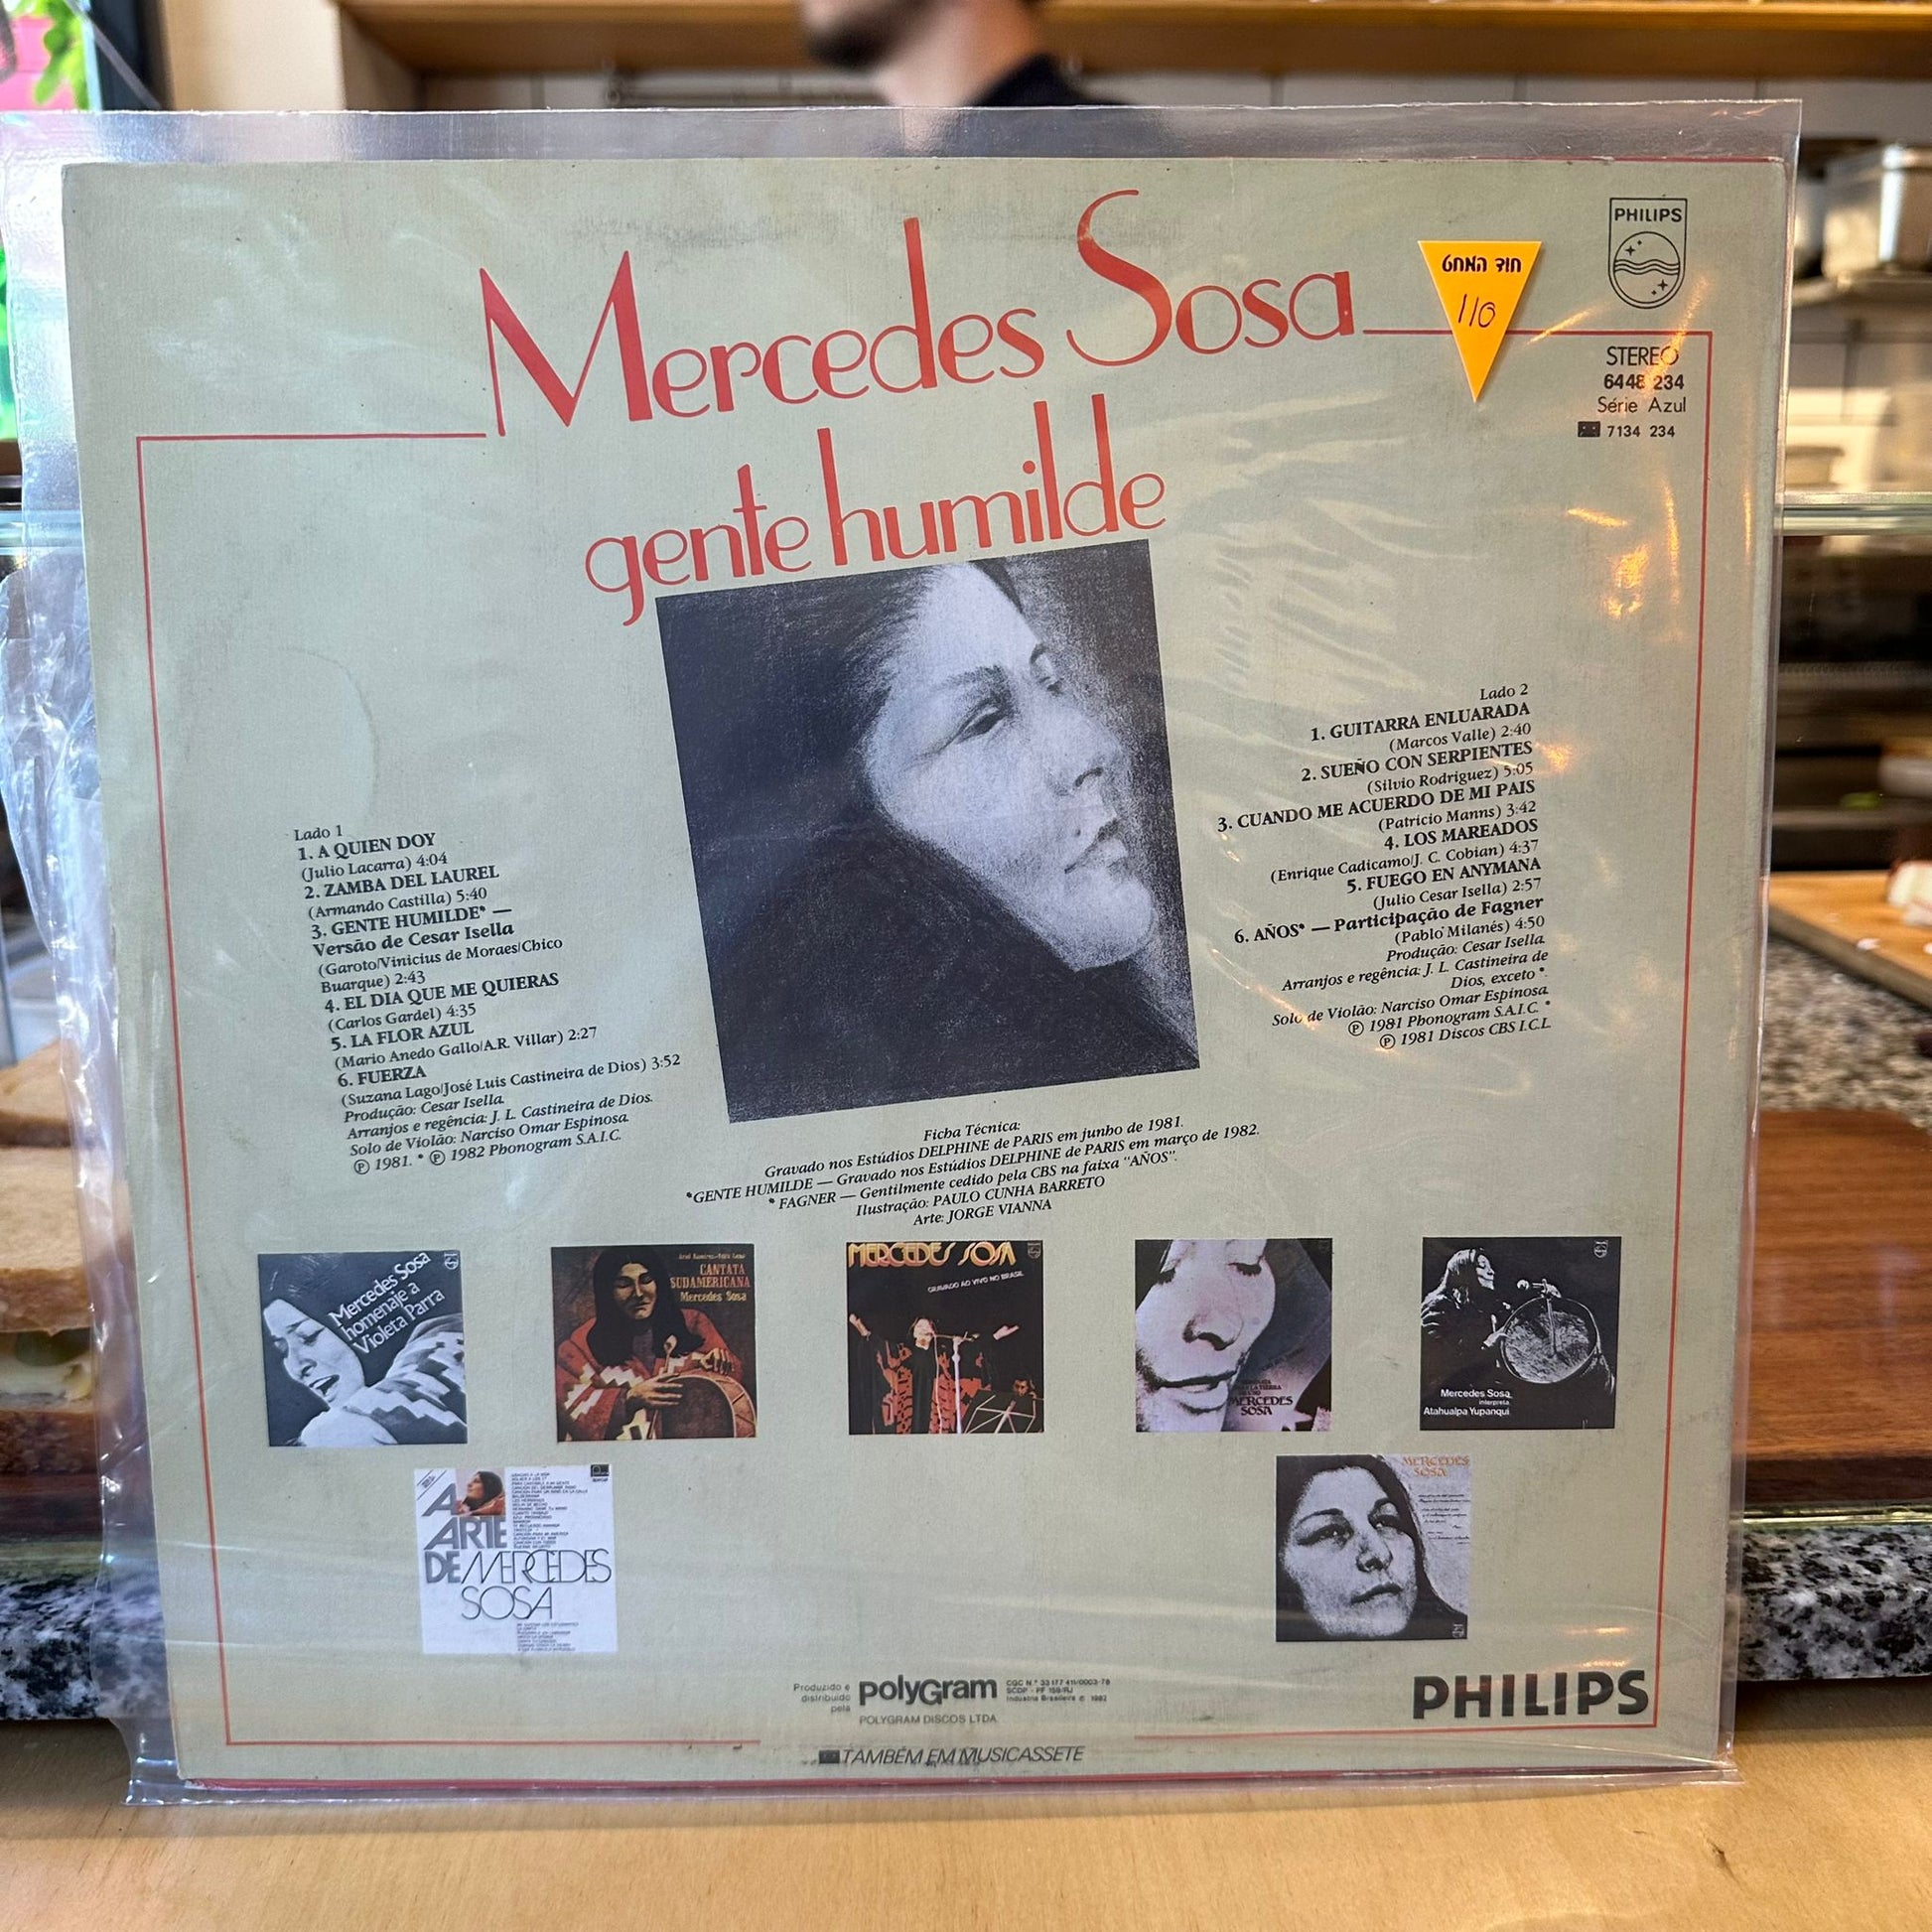 Mercedes Sosa
gente humilde
חוד המחט
110
PHILIPS
STEREO
6448 234
Série Azul
7134 234
Lado 1
1. A QUIEN DOY
(Julio Lacarra) 4:04
2. ZAMBA DEL LAUREL
(Armando Castilla) 5:40
3. GENTE HUMILDE* —
Versão de Cesar Isella
(Garoto/Vinicius de Moraes/Chico
Buarque) 2:43
4. EL DIA QUE ME QUIERAS
(Carlos Gardel) 4:35
5. LA FLOR AZUL
(Mario Anedo Gallo/A.R. Villar) 2:27
6. FUERZA
(Suzana Lago/José Luis Castineira de Dios) 3:52
Produção: Cesar Isella.
Arranjos e regência: J. L. Castineira de Dios.
Solo de Violão: Narciso Omar Espinosa.
℗ 1981. * ℗ 1982 Phonogram S.A.I.C.
Lado 2
1. GUITARRA ENLUARADA
(Marcos Valle) 2:40
2. SUEÑO CON SERPIENTES
(Silvio Rodriguez) 5:05
3. CUANDO ME ACUERDO DE MI PAIS
(Patricio Manns) 3:42
4. LOS MAREADOS
(Enrique Cadicamo/J. C. Cobian) 4:37
5. FUEGO EN ANYMANA
(Julio Cesar Isella) 2:57
6. AÑOS* — Participação de Fagner
(Pablo Milanés) 4:50
Produção: Cesar Isella.
Arranjos e regência: J. L. Castineira de
Dios, exceto *.
Solo de Violão: Narciso Omar Espinosa.
℗ 1981 Phonogram S.A.I.C. *
℗ 1981 Discos CBS I.C.L.
Ficha Técnica:
Gravado nos Estúdios DELPHINE de PARIS em junho de 1981.
*GENTE HUMILDE — Gravado nos Estúdios DELPHINE de PARIS em março de 1982.
* FAGNER — Gentilmente cedido pela CBS na faixa "AÑOS".
Ilustração: PAULO CUNHA BARRETO
Arte: JORGE VIANNA
Mercedes Sosa
homenaje a
Violeta Parra
CANTATA
SUDAMERICANA
Mercedes Sosa
MERCEDES SOSA
GRAVADO AO VIVO NO BRASIL
MERCEDES
SOSA
Mercedes Sosa
interpreta
Atahualpa Yupanqui
A
ARTE
DE MERCEDES
SOSA
MERCEDES
SOSA
Produzido e
distribuído
pela
polyGram
POLYGRAM DISCOS LTDA.
PHILIPS
TAMBÉM EM MUSICASSETE